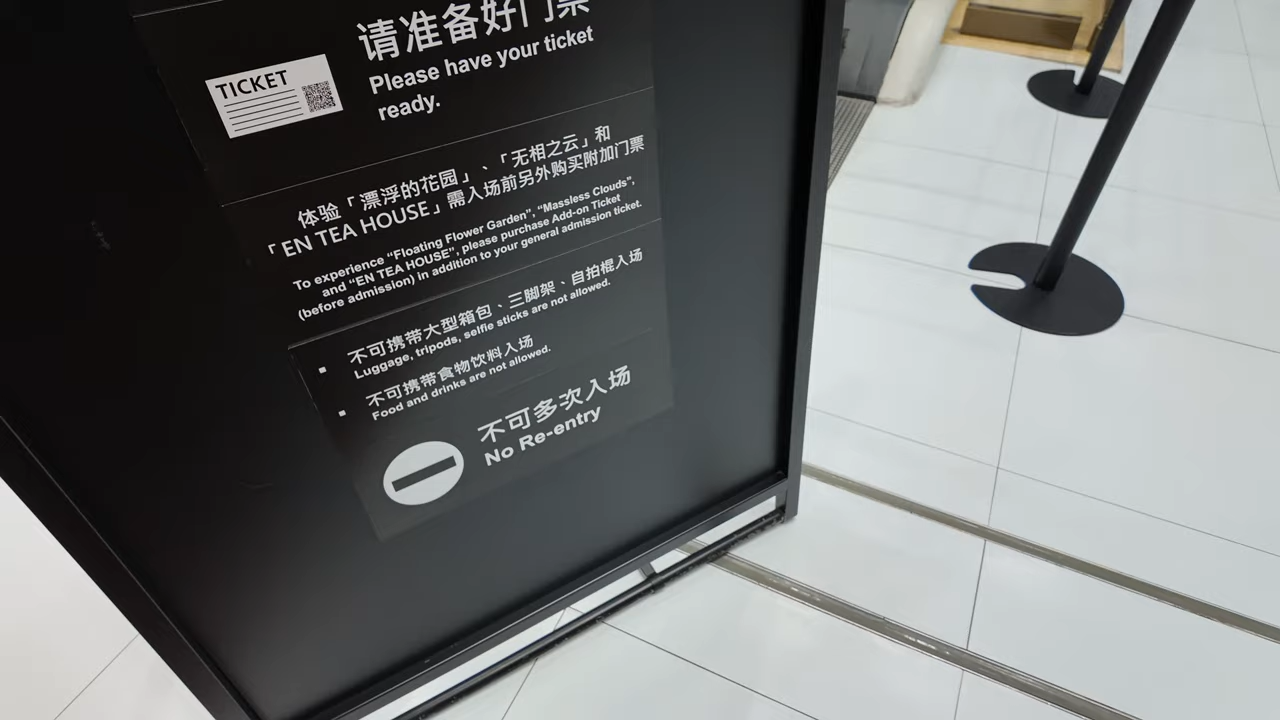 请准备好门票
Please have your ticket
ready.
TICKET
体验「漂浮的花园」、「无相之云」和
「EN TEA HOUSE」需入场前另外购买附加门票
To experience “Floating Flower Garden”, “Massless Clouds”,
and “EN TEA HOUSE”, please purchase Add-on Ticket
(before admission) in addition to your general admission ticket.
▪ 不可携带大型箱包、三脚架、自拍棍入场
Luggage, tripods, selfie sticks are not allowed.
▪ 不可携带食物饮料入场
Food and drinks are not allowed.
不可多次入场
No Re-entry